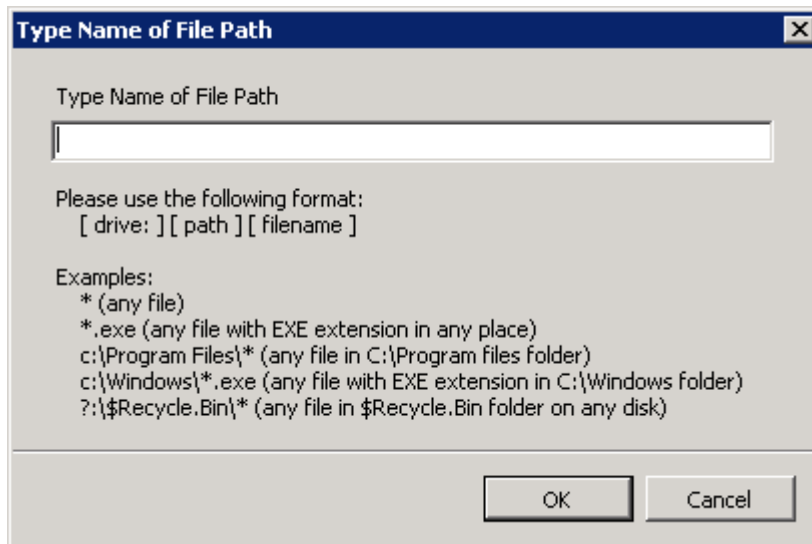 Type Name of File Path
Type Name of File Path
Please use the following format:
[ drive: ] [ path ] [ filename ]
Examples:
* (any file)
*.exe (any file with EXE extension in any place)
c:\Program Files\* (any file in C:\Program files folder)
c:\Windows\*.exe (any file with EXE extension in C:\Windows folder)
?:\$Recycle.Bin\* (any file in $Recycle.Bin folder on any disk)
OK
Cancel